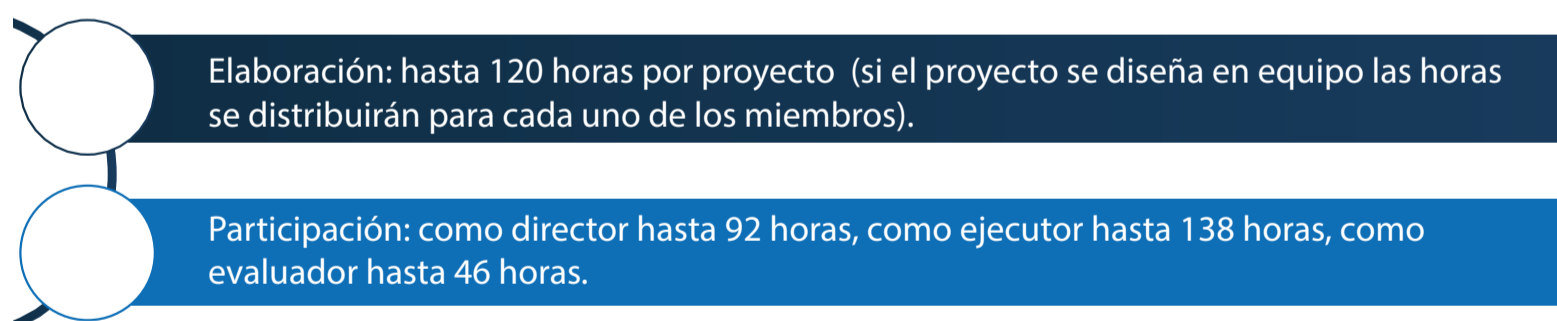 Elaboración: hasta 120 horas por proyecto  (si el proyecto se diseña en equipo las horas
se distribuirán para cada uno de los miembros).
Participación: como director hasta 92 horas, como ejecutor hasta 138 horas, como
evaluador hasta 46 horas.